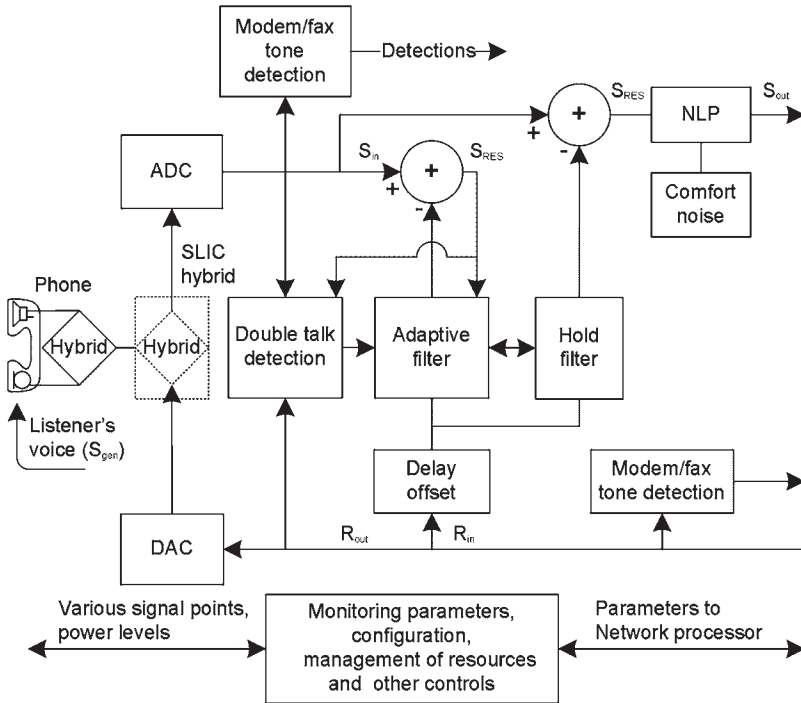 Modem/fax
tone
detection
Detections
S_RES
S_out
NLP
Comfort
noise
+
+
-
ADC
S_in
S_RES
+
+
-
SLIC
hybrid
Phone
Hybrid
Hybrid
Double talk
detection
Adaptive
filter
Hold
filter
Listener's
voice (S_gen)
Delay
offset
Modem/fax
tone detection
DAC
R_out
R_in
Various signal points,
power levels
Monitoring parameters,
configuration,
management of resources
and other controls
Parameters to
Network processor